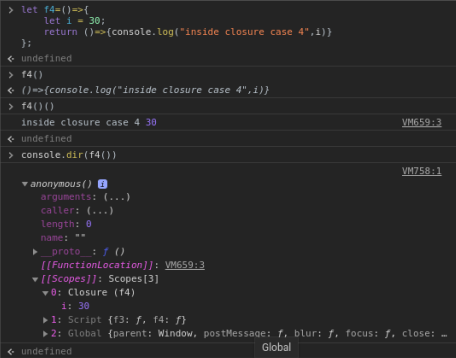 let f4=()=>{
let i = 30;
return ()=>{console.log("inside closure case 4",i)}
};
undefined
f4()
()=>{console.log("inside closure case 4",i)}
f4()()
inside closure case 4 30 VM659:3
undefined
console.dir(f4())
VM758:1
anonymous() i
arguments: (...)
caller: (...)
length: 0
name: ""
__proto__: ƒ ()
[[FunctionLocation]]: VM659:3
[[Scopes]]: Scopes[3]
0: Closure (f4)
i: 30
1: Script {f3: ƒ, f4: ƒ}
2: Global {parent: Window, postMessage: ƒ, blur: ƒ, focus: ƒ, close: …
Global
undefined